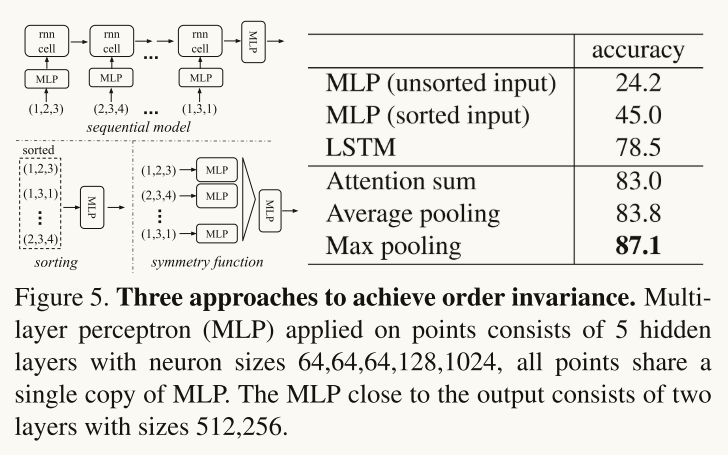 rnn cell
rnn cell
rnn cell
MLP
...
MLP
MLP
MLP
(1,2,3)
(2,3,4)
...
(1,3,1)
sequential model
sorted
(1,2,3)
(1,3,1)
(2,3,4)
MLP
sorting
(1,2,3)
MLP
(2,3,4)
MLP
(1,3,1)
MLP
MLP
symmetry function
accuracy
MLP (unsorted input) 24.2
MLP (sorted input) 45.0
LSTM 78.5
Attention sum 83.0
Average pooling 83.8
Max pooling 87.1
Figure 5. Three approaches to achieve order invariance. Multi-
layer perceptron (MLP) applied on points consists of 5 hidden
layers with neuron sizes 64,64,64,128,1024, all points share a
single copy of MLP. The MLP close to the output consists of two
layers with sizes 512,256.